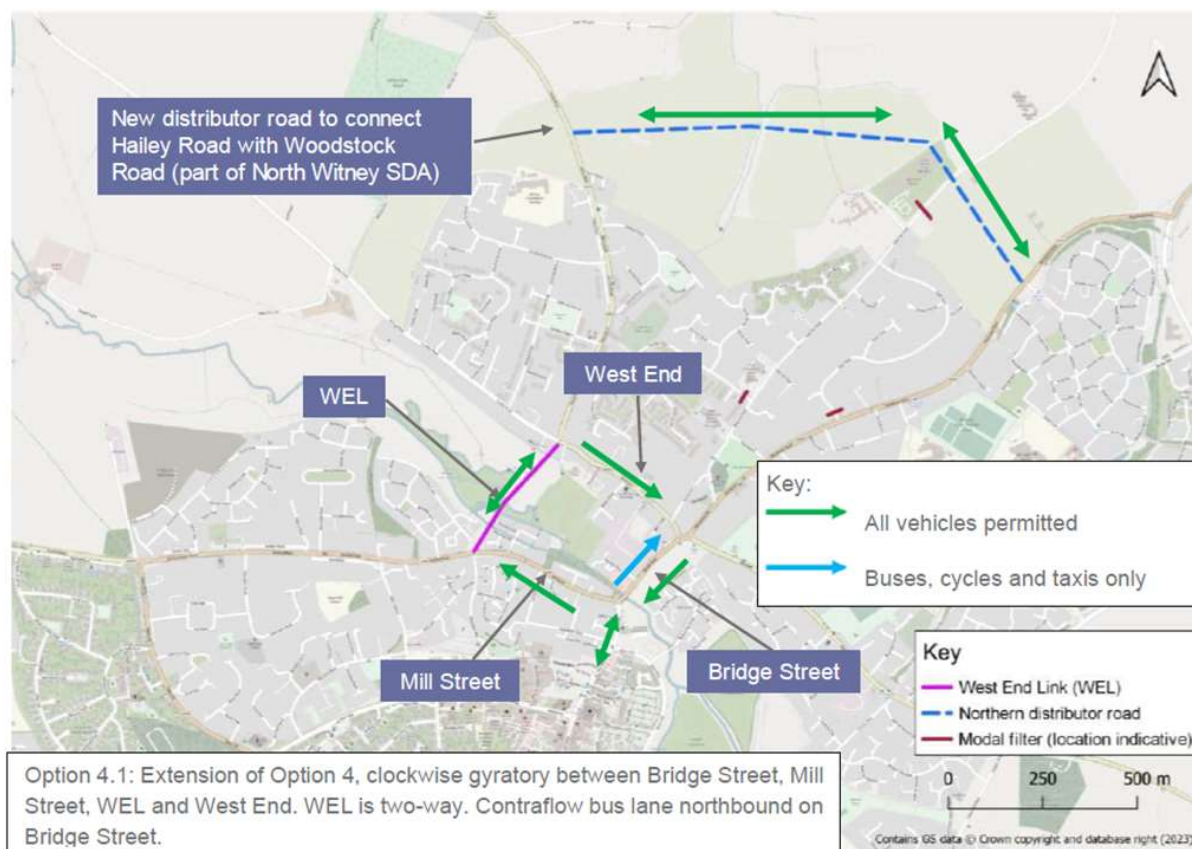 New distributor road to connect
Hailey Road with Woodstock
Road (part of North Witney SDA)
West End
WEL
Key:
All vehicles permitted
Buses, cycles and taxis only
Mill Street
Bridge Street
Key
West End Link (WEL)
Northern distributor road
Modal filter (location indicative)
0 250 500 m
Option 4.1: Extension of Option 4, clockwise gyratory between Bridge Street, Mill
Street, WEL and West End. WEL is two-way. Contraflow bus lane northbound on
Bridge Street.
Contains OS data © Crown copyright and database right (2023)